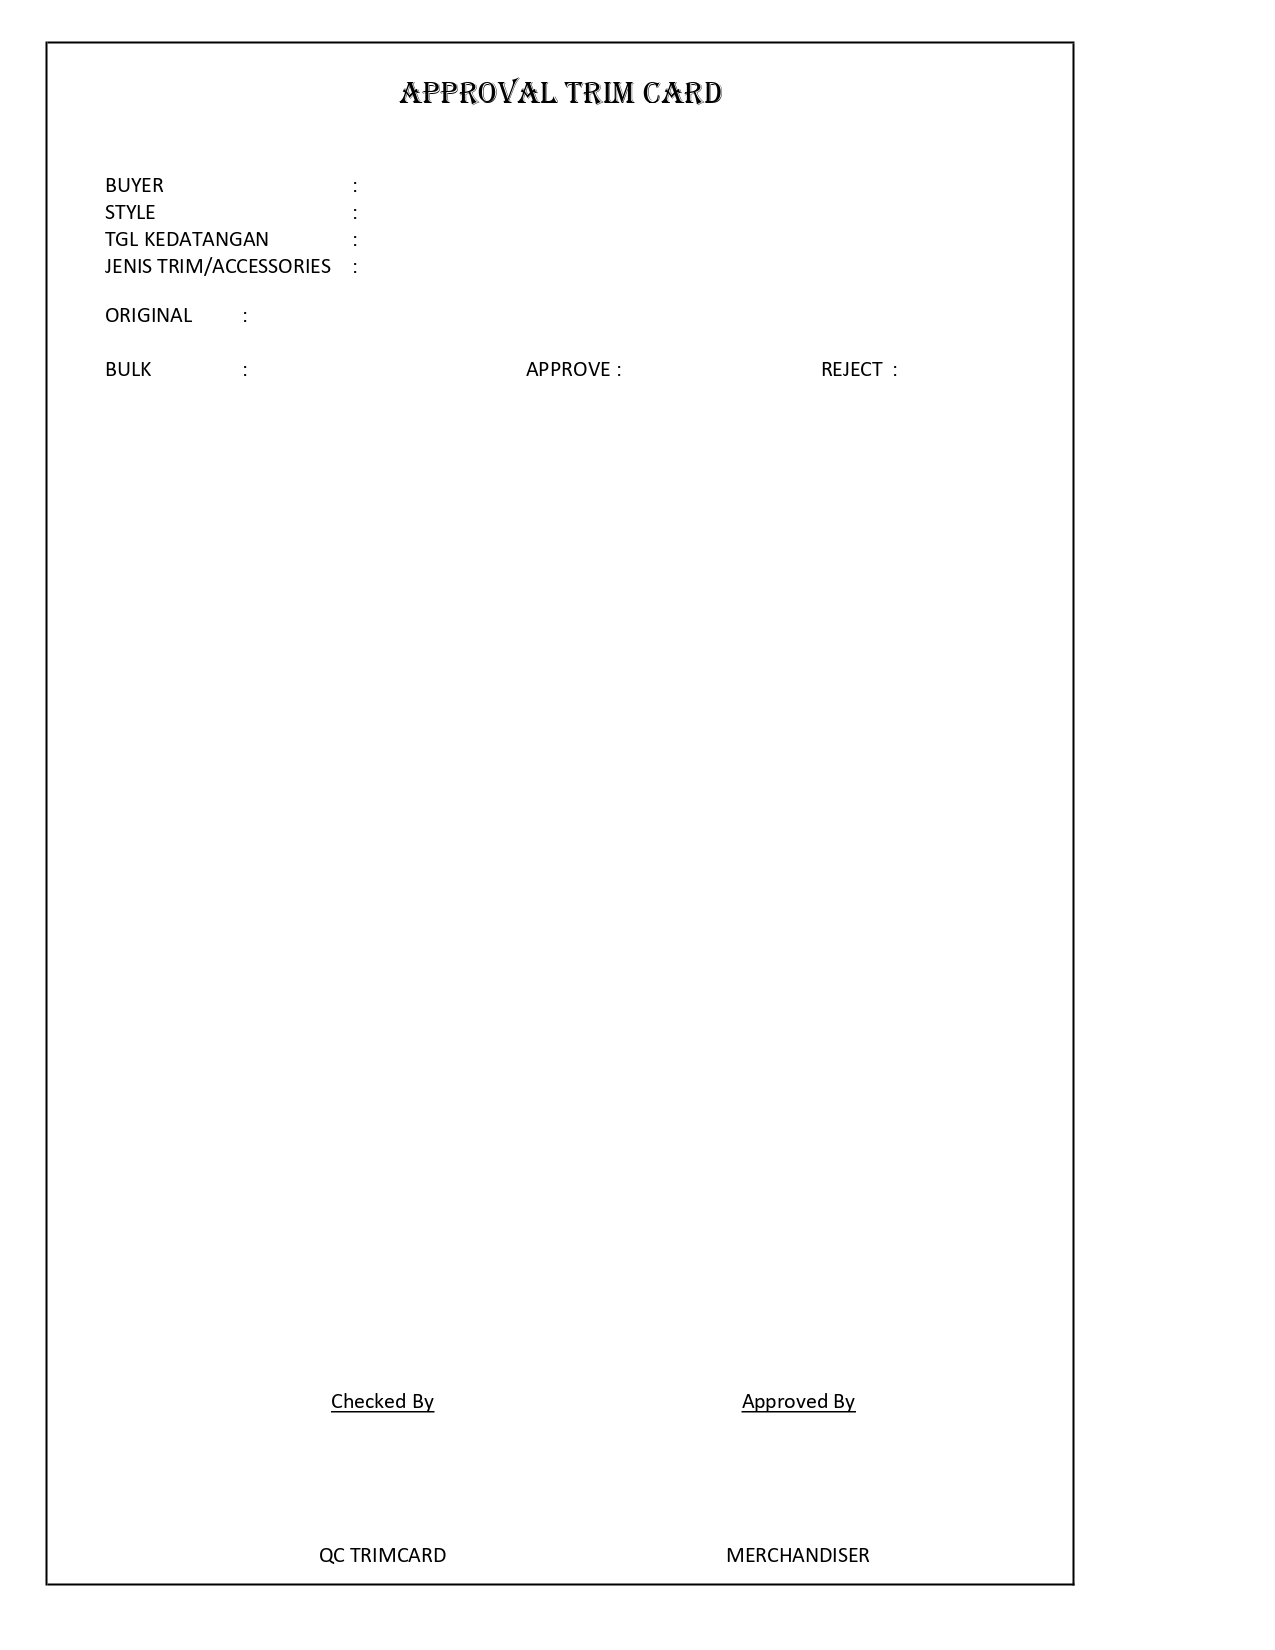 APPROVAL TRIM CARD
BUYER :
STYLE :
TGL KEDATANGAN :
JENIS TRIM/ACCESSORIES :
ORIGINAL :
BULK : APPROVE : REJECT :
Checked By Approved By
QC TRIMCARD MERCHANDISER